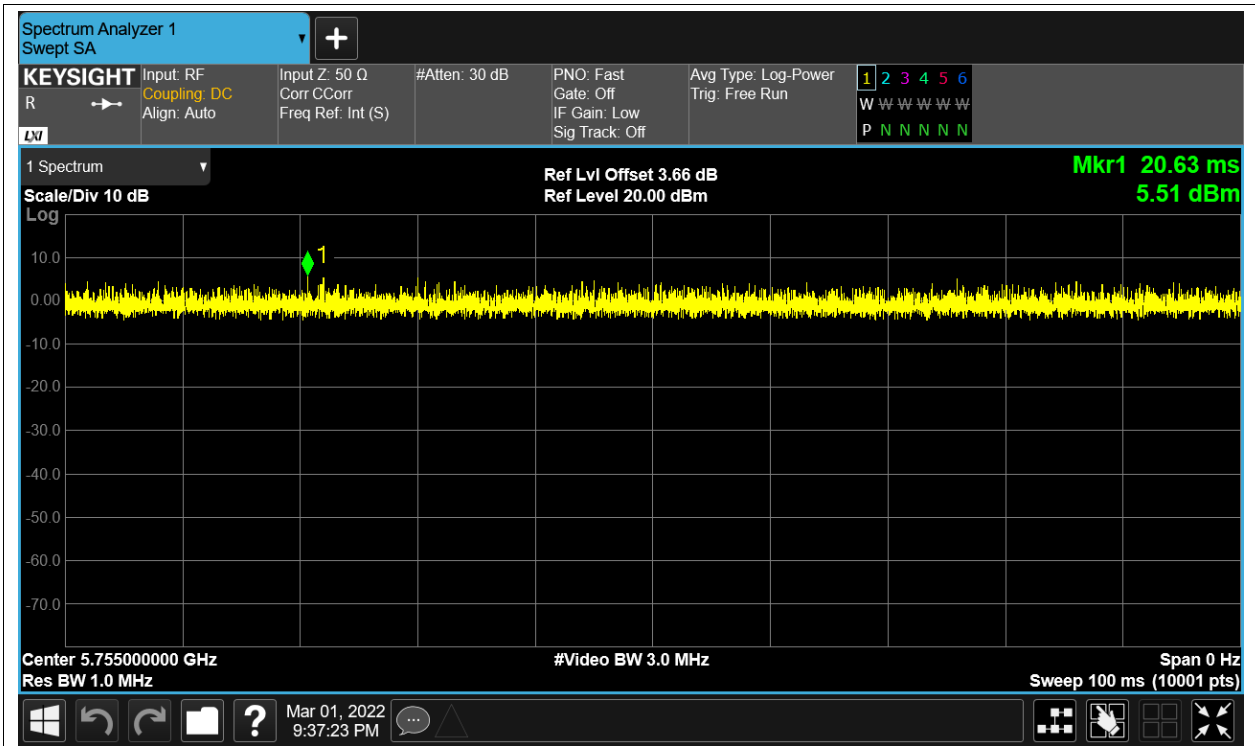 Spectrum Analyzer 1
Swept SA
KEYSIGHT
R
LXI
Input: RF
Coupling: DC
Align: Auto
Input Z: 50 Ω
Corr CCorr
Freq Ref: Int (S)
#Atten: 30 dB
PNO: Fast
Gate: Off
IF Gain: Low
Sig Track: Off
Avg Type: Log-Power
Trig: Free Run
1 2 3 4 5 6
W W W W W W
P N N N N N
1 Spectrum
Scale/Div 10 dB
Ref Lvl Offset 3.66 dB
Ref Level 20.00 dBm
Mkr1 20.63 ms
5.51 dBm
Log
1
10.0
0.00
-10.0
-20.0
-30.0
-40.0
-50.0
-60.0
-70.0
Center 5.755000000 GHz
#Video BW 3.0 MHz
Span 0 Hz
Res BW 1.0 MHz
Sweep 100 ms (10001 pts)
?
Mar 01, 2022
9:37:23 PM